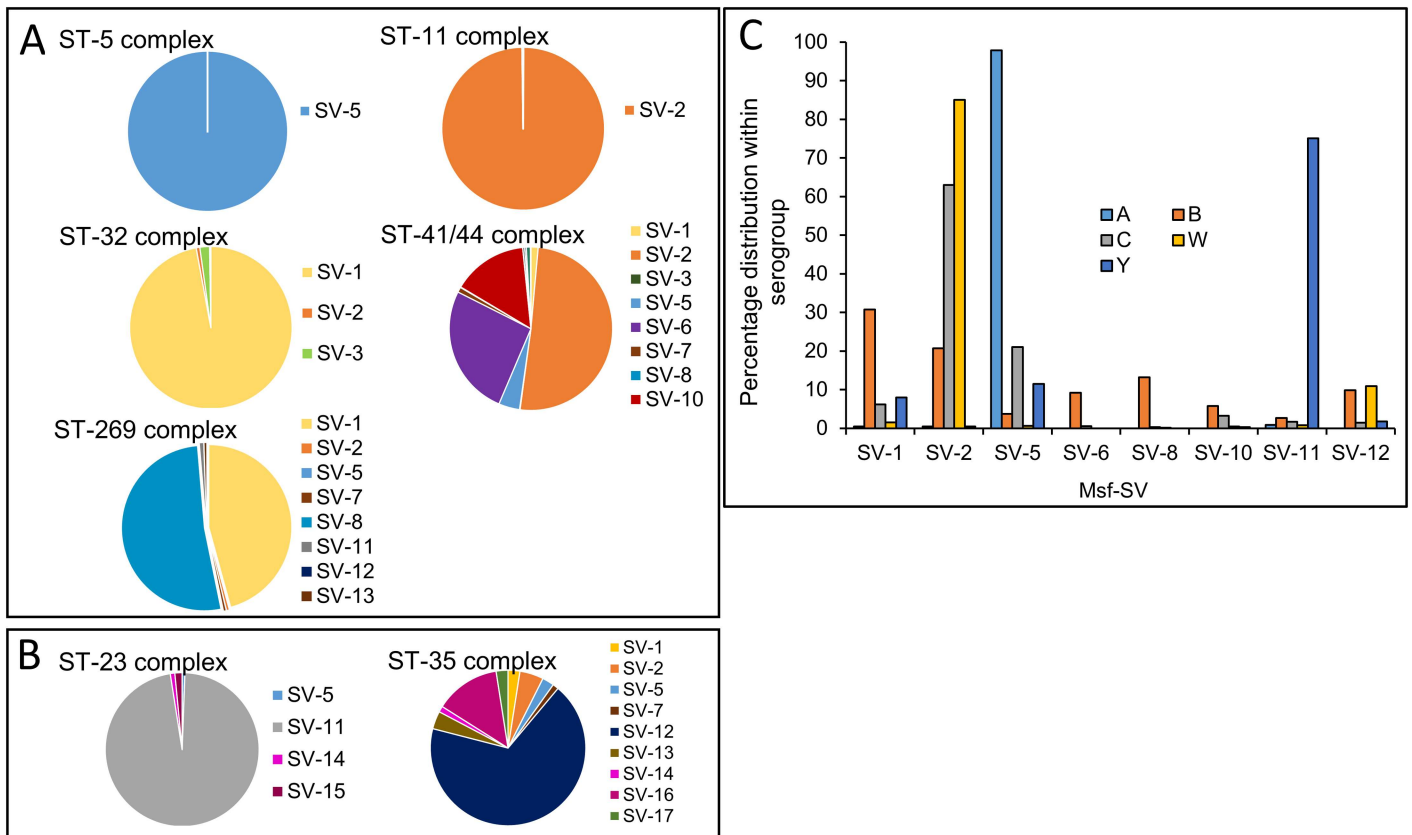 A
ST-5 complex
SV-5
ST-11 complex
SV-2
ST-32 complex
SV-1
SV-2
SV-3
ST-41/44 complex
SV-1
SV-2
SV-3
SV-5
SV-6
SV-7
SV-8
SV-10
ST-269 complex
SV-1
SV-2
SV-5
SV-7
SV-8
SV-11
SV-12
SV-13
B
ST-23 complex
SV-5
SV-11
SV-14
SV-15
ST-35 complex
SV-1
SV-2
SV-5
SV-7
SV-12
SV-13
SV-14
SV-16
SV-17
C
Percentage distribution within
serogroup
100
90
80
70
60
50
40
30
20
10
0
A B
C W
Y
SV-1 SV-2 SV-5 SV-6 SV-8 SV-10 SV-11 SV-12
Msf-SV